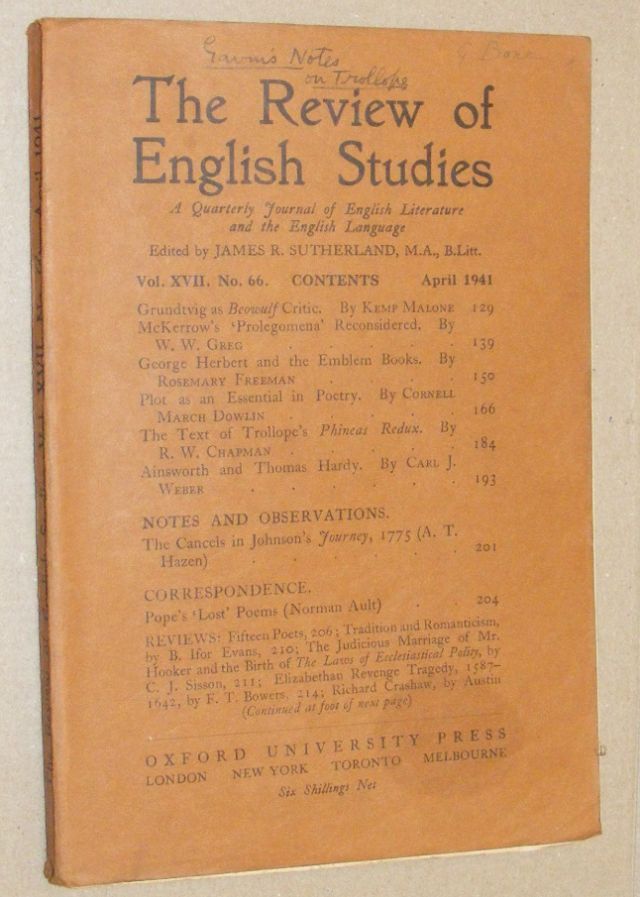 Notes
on Trollope
The Review of
English Studies
A Quarterly Journal of English Literature
and the English Language
Edited by JAMES R. SUTHERLAND, M.A., B.Litt.
Vol. XVII. No. 66. CONTENTS April 1941
Grundtvig as Beowulf Critic. By KEMP MALONE 129
McKerrow's 'Prolegomena' Reconsidered. By
W. W. GREG . . . . . 139
George Herbert and the Emblem Books. By
ROSEMARY FREEMAN . . . . 150
Plot as an Essential in Poetry. By CORNELL
MARCH DOWLIN . . . . . 166
The Text of Trollope's Phineas Redux. By
R. W. CHAPMAN . . . . . 184
Ainsworth and Thomas Hardy. By CARL J.
WEBER . . . . . 193
NOTES AND OBSERVATIONS.
The Cancels in Johnson's Journey, 1775 (A. T.
Hazen) . . . . . 201
CORRESPONDENCE.
Pope's 'Lost' Poems (Norman Ault) . . 204
REVIEWS: Fifteen Poets, 206; Tradition and Romanticism,
by B. Ifor Evans, 210; The Judicious Marriage of Mr.
Hooker and the Birth of The Laws of Ecclesiastical Polity, by
C. J. Sisson, 211; Elizabethan Revenge Tragedy, 1587–
1642, by F. T. Bowers, 214; Richard Crashaw, by Austin
(Continued at foot of next page)
OXFORD UNIVERSITY PRESS
LONDON NEW YORK TORONTO MELBOURNE
Six Shillings Net
April 1941